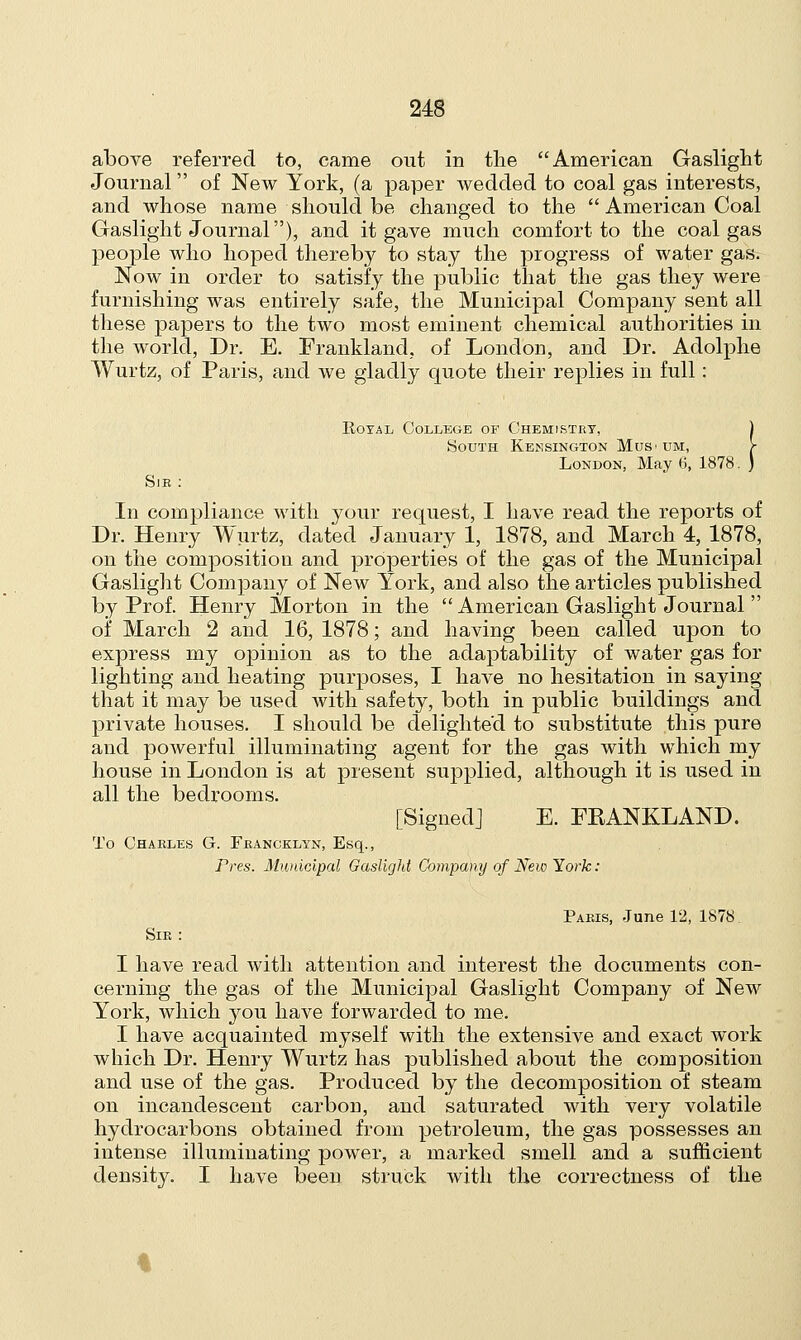 248
above referred to, came out in the “American Gaslight
Journal” of New York, (a paper wedded to coal gas interests,
and whose name should be changed to the “American Coal
Gaslight Journal”), and it gave much comfort to the coal gas
people who hoped thereby to stay the progress of water gas.
Now in order to satisfy the public that the gas they were
furnishing was entirely safe, the Municipal Company sent all
these papers to the two most eminent chemical authorities in
the world, Dr. E. Frankland, of London, and Dr. Adolphe
Wurtz, of Paris, and we gladly quote their replies in full :
Royal College of Chemistry, )
South Kensington Mus um, }
London, May 6, 1878. )
Sir :
In compliance with your request, I have read the reports of
Dr. Henry Wurtz, dated January 1, 1878, and March 4, 1878,
on the composition and properties of the gas of the Municipal
Gaslight Company of New York, and also the articles published
by Prof. Henry Morton in the “American Gaslight Journal”
of March 2 and 16, 1878; and having been called upon to
express my opinion as to the adaptability of water gas for
lighting and heating purposes, I have no hesitation in saying
that it may be used with safety, both in public buildings and
private houses. I should be delighted to substitute this pure
and powerful illuminating agent for the gas with which my
house in London is at present supplied, although it is used in
all the bedrooms.
[Signed] E. FRANKLAND.
To Charles G. Francklyn, Esq.,
Pres. Municipal Gaslight Company of New York:
Paris, June 12, 1878.
Sir :
I have read with attention and interest the documents con-
cerning the gas of the Municipal Gaslight Company of New
York, which you have forwarded to me.
I have acquainted myself with the extensive and exact work
which Dr. Henry Wurtz has published about the composition
and use of the gas. Produced by the decomposition of steam
on incandescent carbon, and saturated with very volatile
hydrocarbons obtained from petroleum, the gas possesses an
intense illuminating power, a marked smell and a sufficient
density. I have been struck with the correctness of the